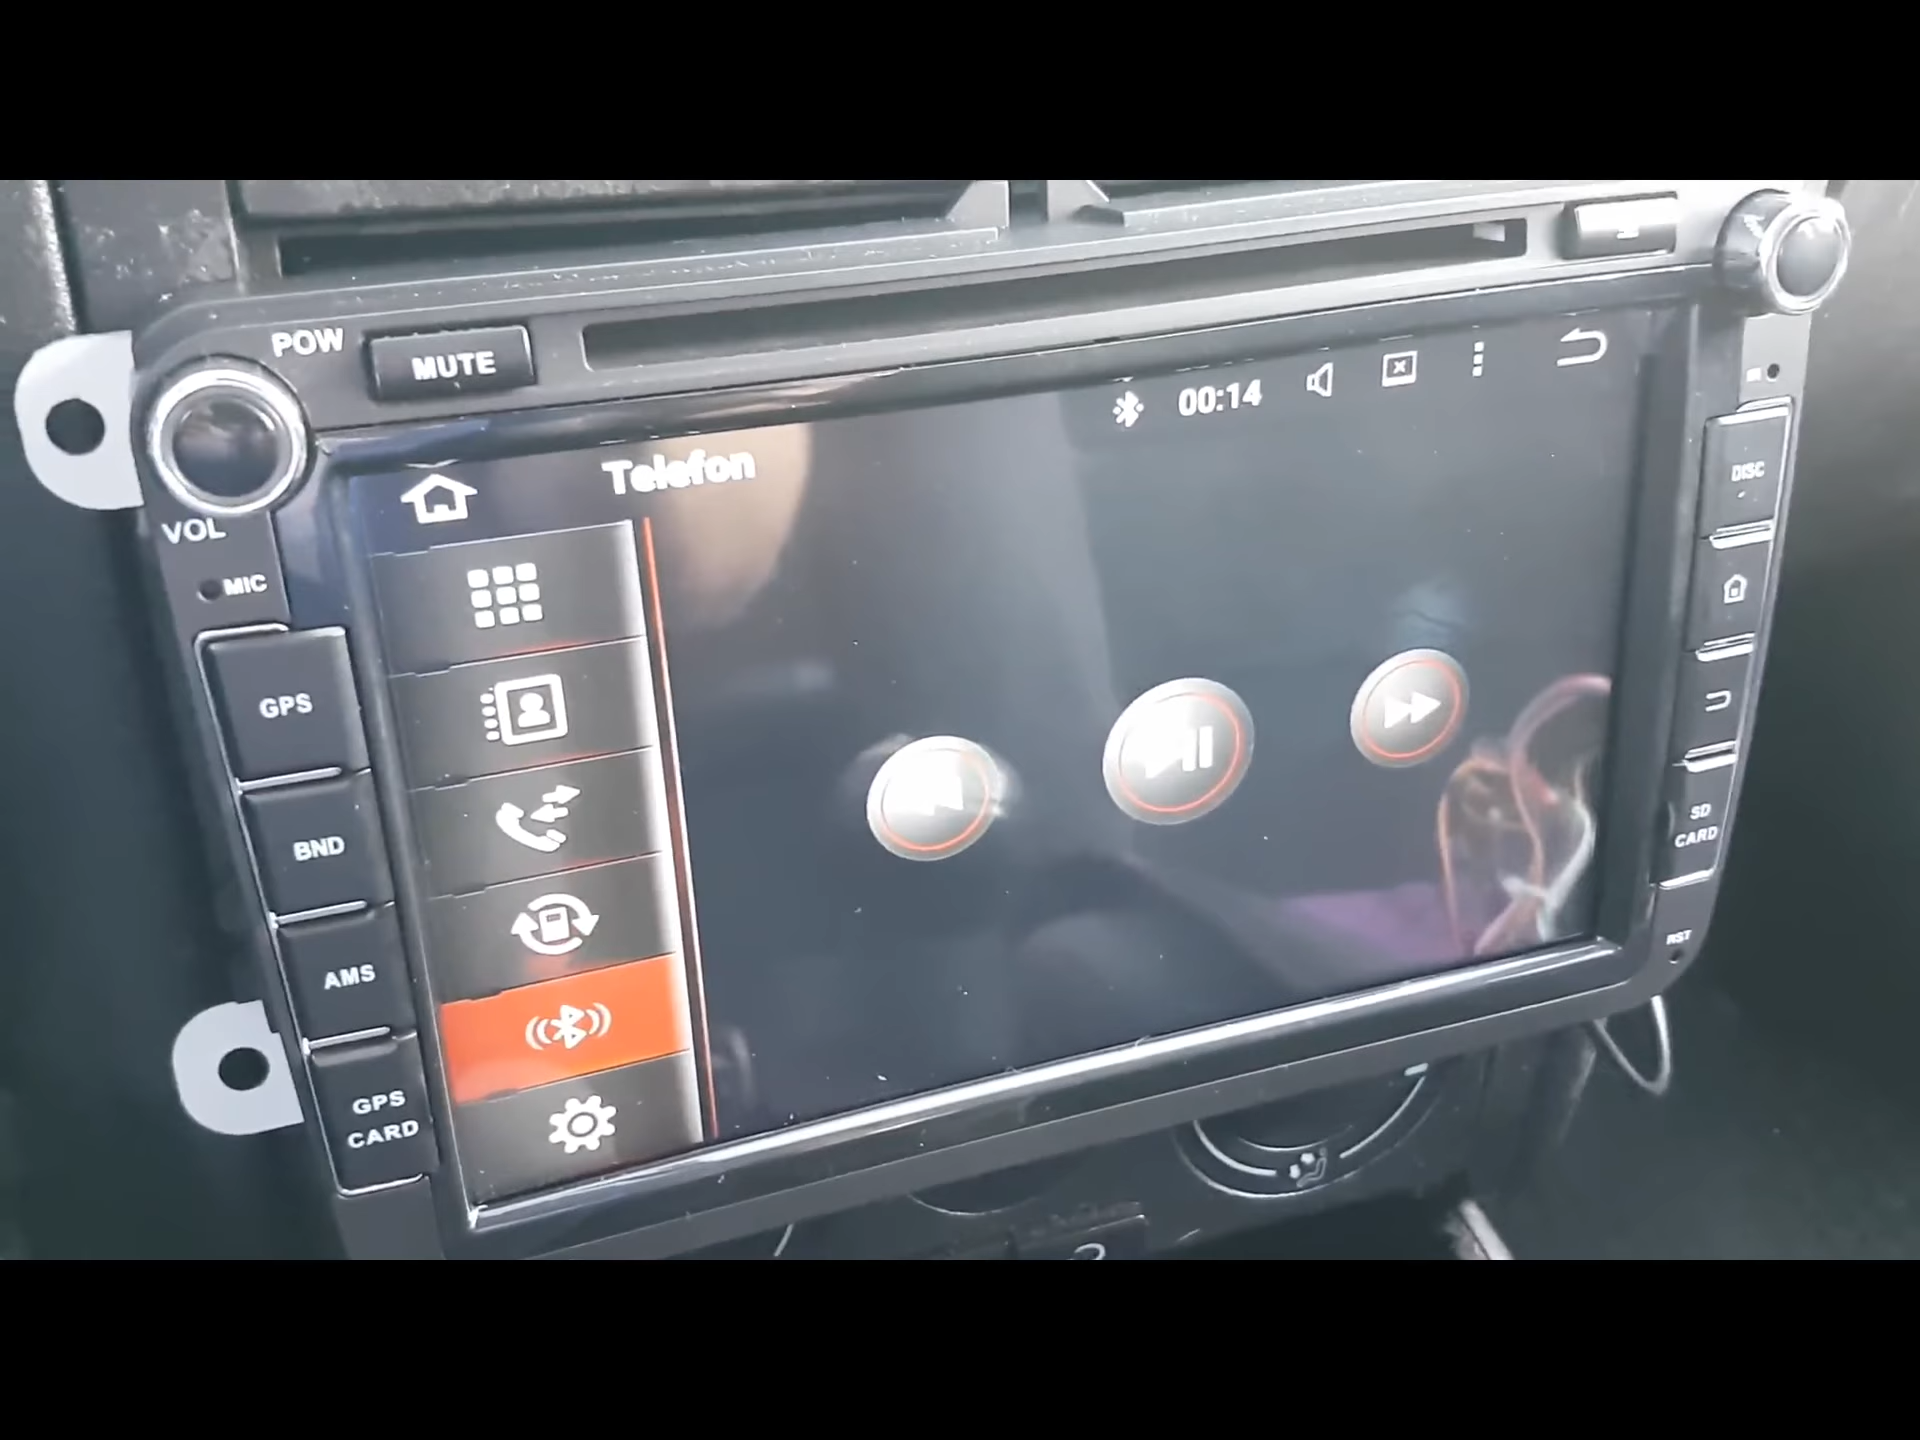 POW
MUTE
00:14
Telefon
VOL
MIC
DISC
GPS
BND
SD
CARD
AMS
RST
GPS
CARD